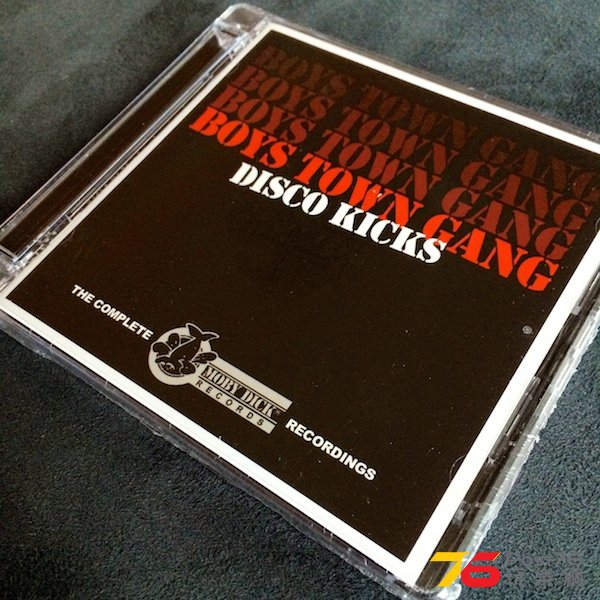 BOYS TOWN GANG
BOYS TOWN GANG
BOYS TOWN GANG
BOYS TOWN GANG
DISCO KICKS
THE COMPLETE
MOBY DICK
RECORDS
RECORDINGS
76